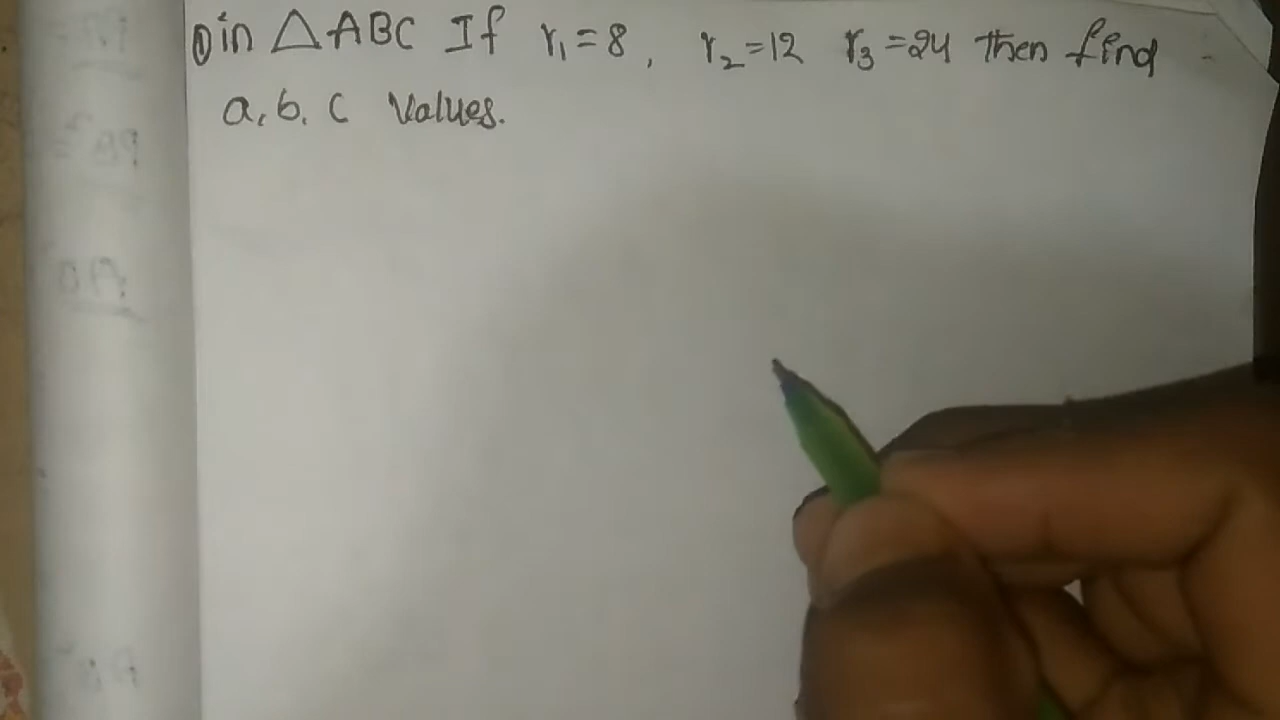 ① in △ABC If r₁=8, r₂=12 r₃=24 then find
a, b, c Values.